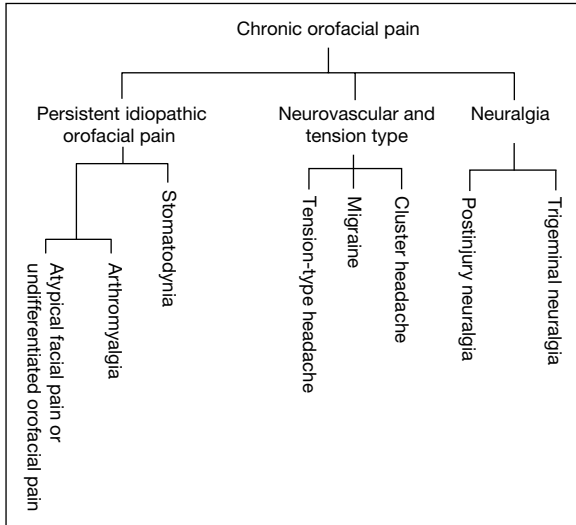 Chronic orofacial pain
Persistent idiopathic
orofacial pain
Neurovascular and
tension type
Neuralgia
Stomatodynia
Arthromyalgia
Atypical facial pain or
undifferentiated orofacial pain
Cluster headache
Migraine
Tension-type headache
Trigeminal neuralgia
Postinjury neuralgia